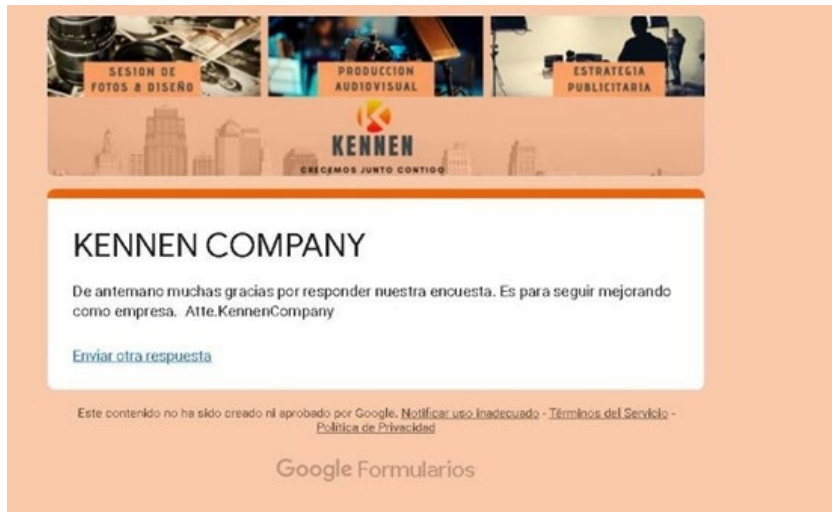 SESION DE
FOTOS & DISEÑO
PRODUCCION
AUDIOVISUAL
ESTRATEGIA
PUBLICITARIA
KENNEN
CRECEMOS JUNTO CONTIGO
KENNEN COMPANY
De antemano muchas gracias por responder nuestra encuesta. Es para seguir mejorando
como empresa. Atte.KennenCompany
Enviar otra respuesta
Este contenido no ha sido creado ni aprobado por Google. Notificar uso inadecuado - Términos del Servicio -
Política de Privacidad
Google Formularios